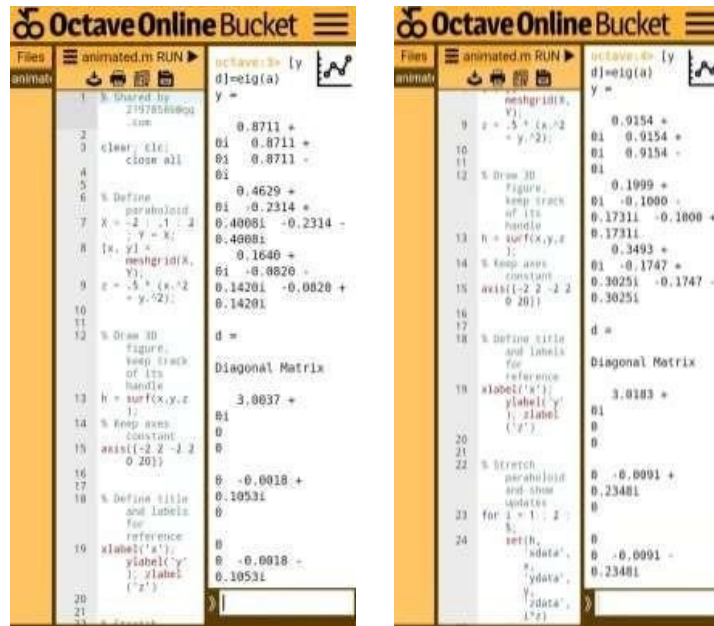 Octave Online Bucket
Files
animated.m RUN
animat
1 % Shared by
.com
2
3 clear; clc;
close all
4
5
6 % Define
paraboloid
7 X = -2 : .1 : 2
; Y = X;
8 [x, y] =
meshgrid(X,
Y);
9 z = .5 * (x.^2
+ y.^2);
10
11
12 % Draw 3D
figure,
keep track
of its
handle
13 h = surf(x,y,z
);
14 % Keep axes
constant
15 axis([-2 2 -2 2
0 20])
16
17
18 % Define title
and labels
for
reference
19 xlabel('x');
ylabel('y'
); zlabel
('z')
20
21
octave:3> [y
d]=eig(a)
y =
0.8711 +
0i 0.8711 +
0i 0.8711 -
0i
0.4629 +
0i -0.2314 +
0.4008i -0.2314 -
0.4008i
0.1640 +
0i -0.0820 -
0.1420i -0.0820 +
0.1420i
d =
Diagonal Matrix
3.0037 +
0i
0
0
0 -0.0018 +
0.1053i
0
0
0 -0.0018 -
0.1053i
Octave Online Bucket
Files
animated.m RUN
animat
meshgrid(X,
Y);
9 z = .5 * (x.^2
+ y.^2);
10
11
12 % Draw 3D
figure,
keep track
of its
handle
13 h = surf(x,y,z
);
14 % Keep axes
constant
15 axis([-2 2 -2 2
0 20])
16
17
18 % Define title
and labels
for
reference
19 xlabel('x');
ylabel('y'
); zlabel
('z')
20
21
22 % Stretch
paraboloid
and show
updates
23 for i = 1 : 2 :
5;
24 set(h,
'xdata',
x,
'ydata',
y,
'zdata',
i*z)
octave:4> [y
d]=eig(a)
y =
0.9154 +
0i 0.9154 +
0i 0.9154 -
0i
0.1999 +
0i -0.1000 -
0.1731i -0.1000 +
0.1731i
0.3493 +
0i -0.1747 +
0.3025i -0.1747 -
0.3025i
d =
Diagonal Matrix
3.0183 +
0i
0
0
0 -0.0091 +
0.2348i
0
0
0 -0.0091 -
0.2348i